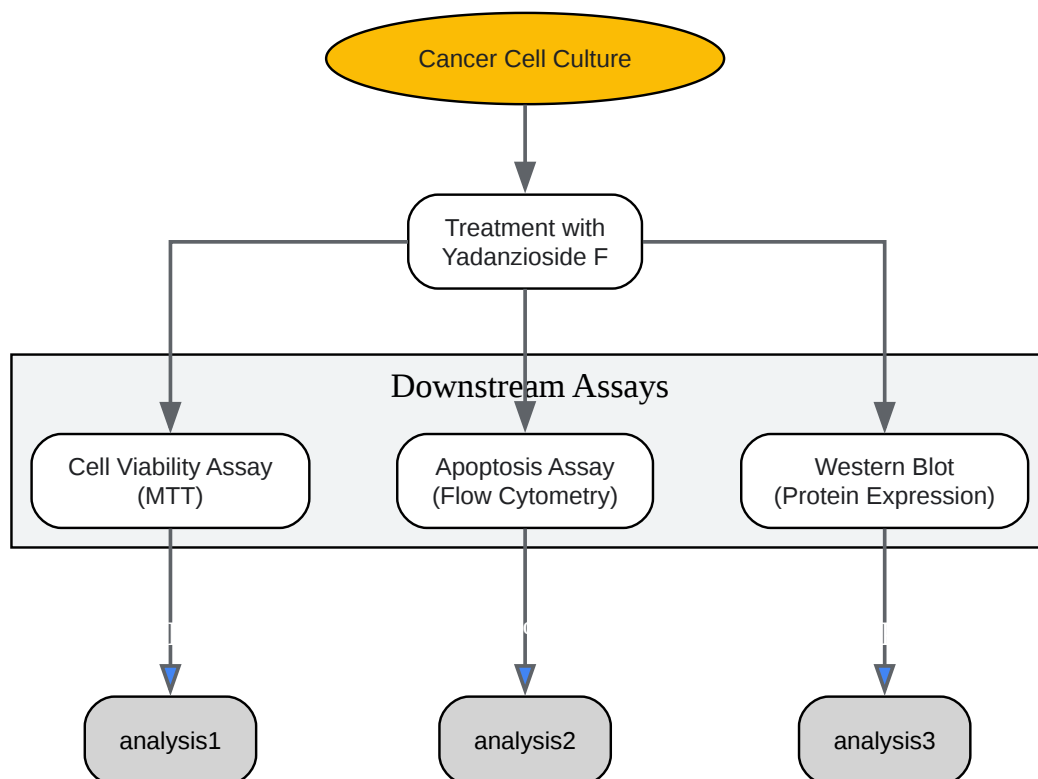 Cancer Cell Culture
Treatment with
Yadanzioside F
Downstream Assays
Cell Viability Assay
(MTT)
Apoptosis Assay
(Flow Cytometry)
Western Blot
(Protein Expression)
analysis1
analysis2
analysis3